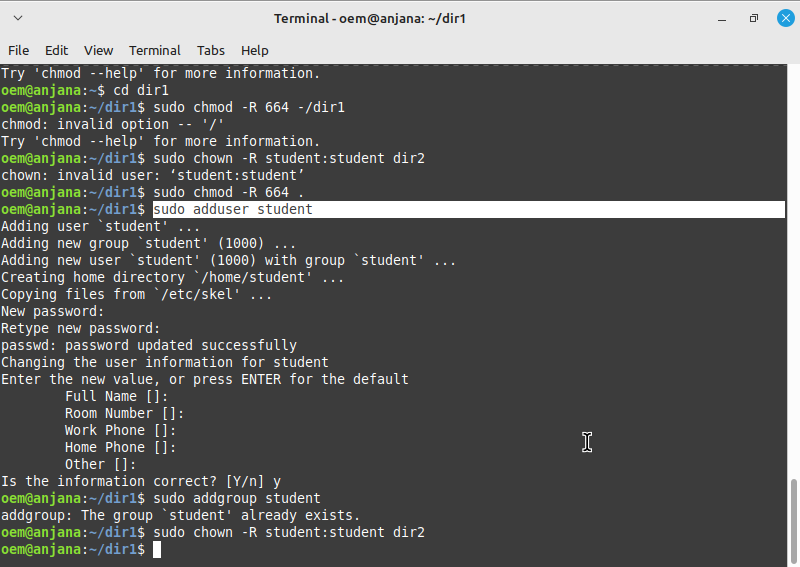 Terminal - oem@anjana: ~/dir1
File Edit View Terminal Tabs Help
Try 'chmod --help' for more information.
oem@anjana:~$ cd dir1
oem@anjana:~/dir1$ sudo chmod -R 664 -/dir1
chmod: invalid option -- '/'
Try 'chmod --help' for more information.
oem@anjana:~/dir1$ sudo chown -R student:student dir2
chown: invalid user: ‘student:student’
oem@anjana:~/dir1$ sudo chmod -R 664 .
oem@anjana:~/dir1$ sudo adduser student
Adding user `student' ...
Adding new group `student' (1000) ...
Adding new user `student' (1000) with group `student' ...
Creating home directory `/home/student' ...
Copying files from `/etc/skel' ...
New password:
Retype new password:
passwd: password updated successfully
Changing the user information for student
Enter the new value, or press ENTER for the default
Full Name []:
Room Number []:
Work Phone []:
Home Phone []:
Other []:
Is the information correct? [Y/n] y
oem@anjana:~/dir1$ sudo addgroup student
addgroup: The group `student' already exists.
oem@anjana:~/dir1$ sudo chown -R student:student dir2
oem@anjana:~/dir1$